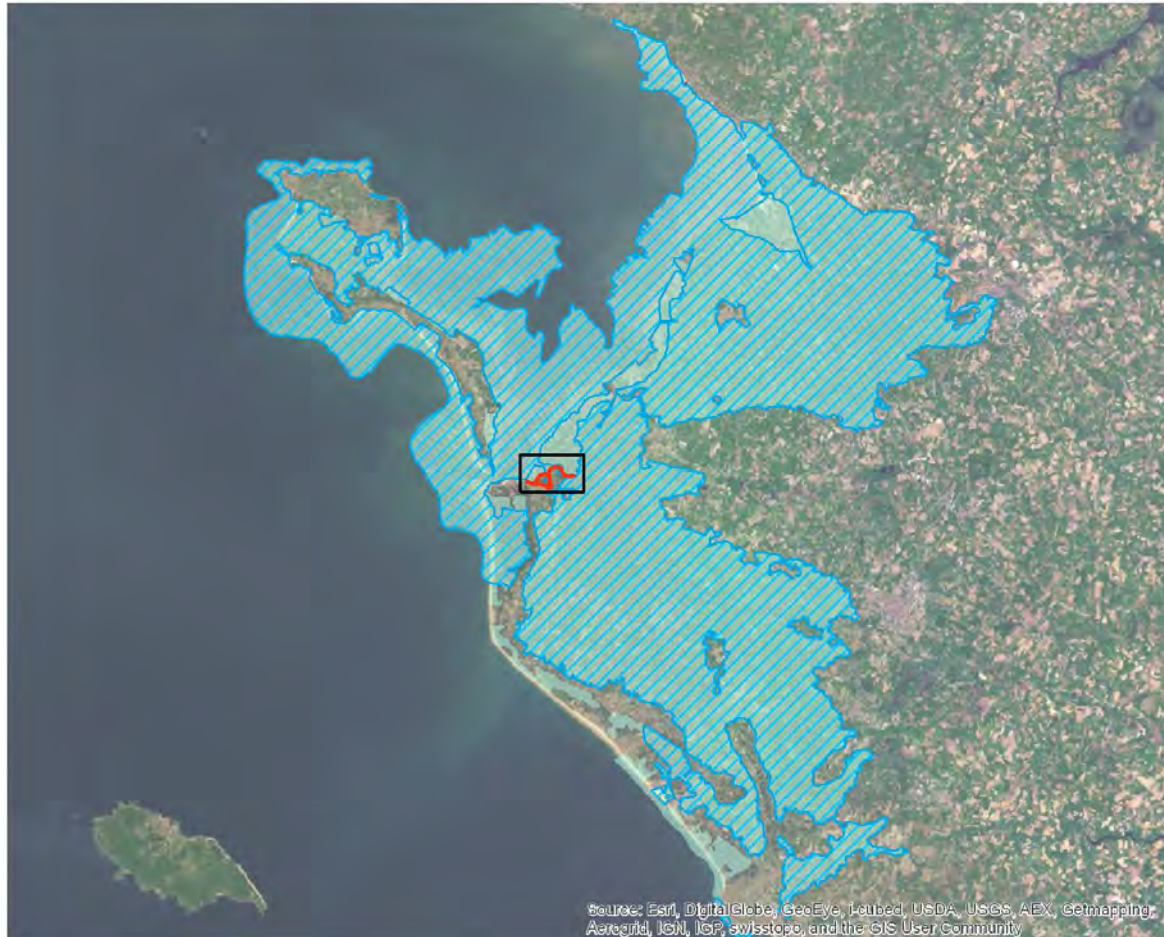 Source: Esri, DigitalGlobe, GeoEye, i-cubed, USDA, USGS, AEX, Getmapping,
Aerogrid, IGN, IGP, swisstopo, and the GIS User Community